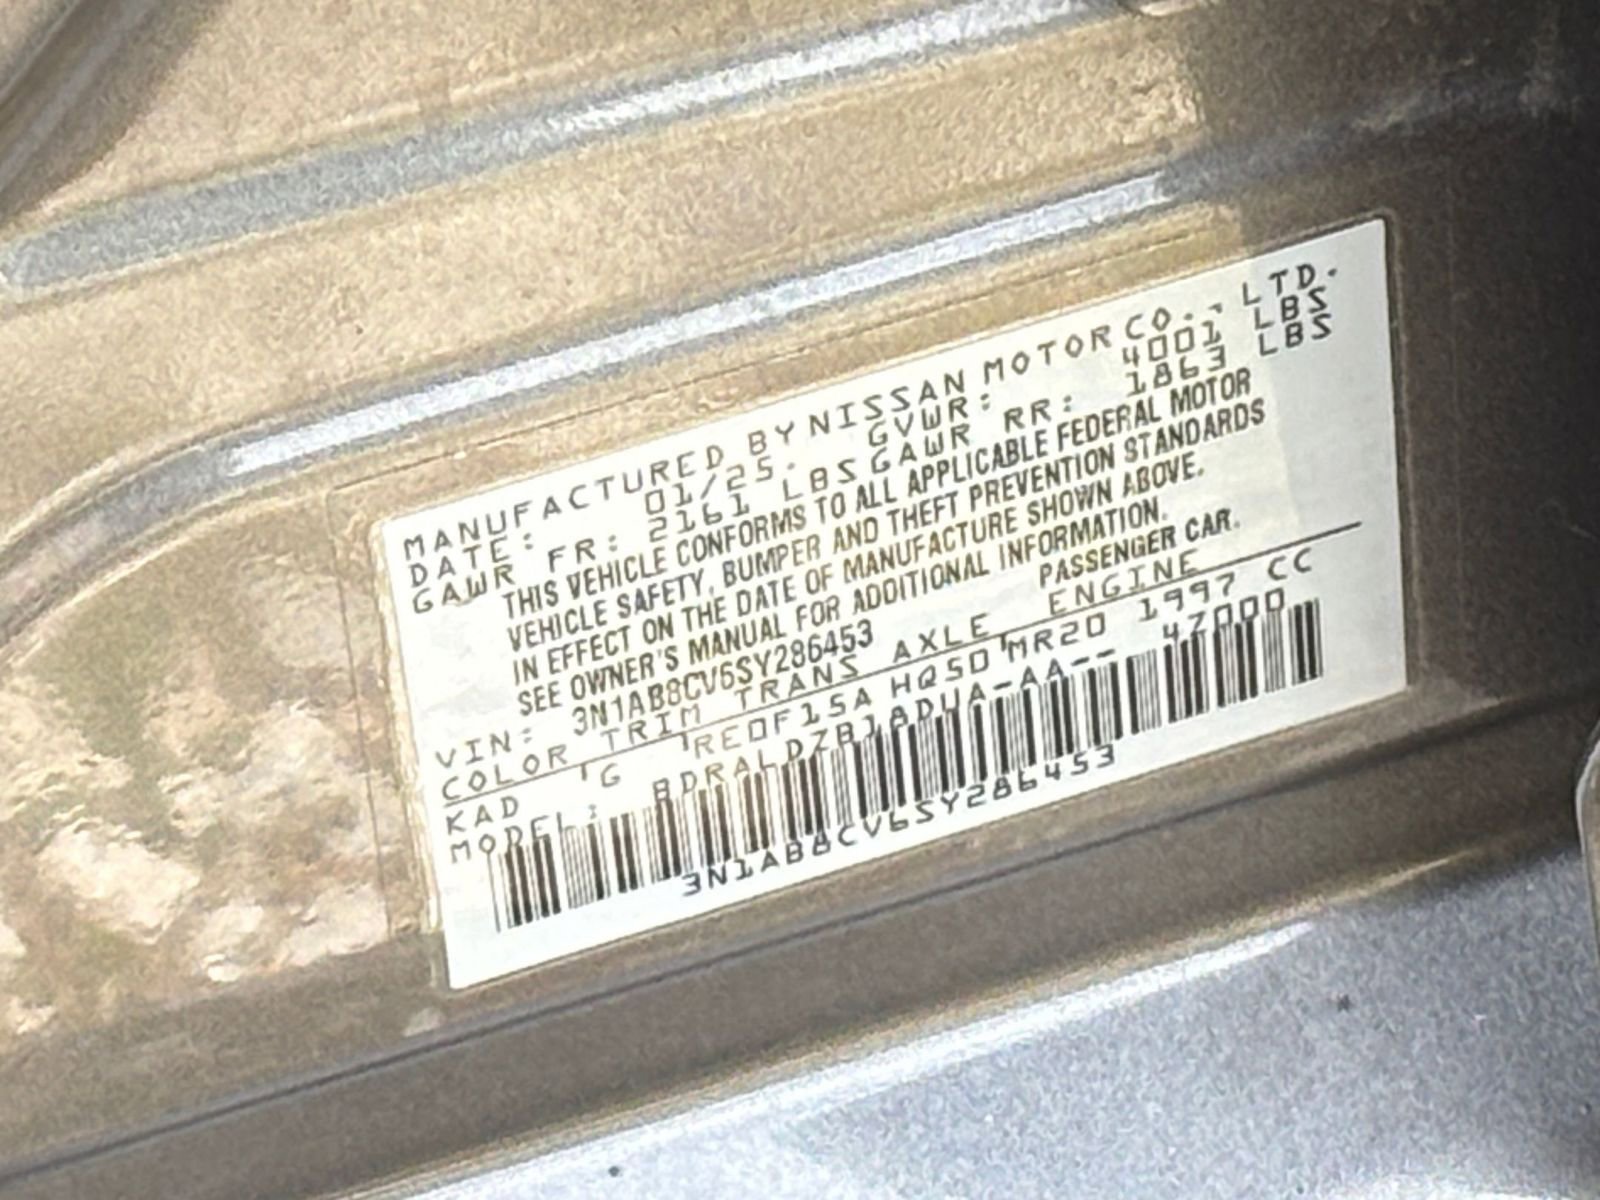 MANUFACTURED BY NISSAN MOTOR CO., LTD.
DATE: 01/25. GVWR: 4001 LBS
GAWR FR: 2161 LBS GAWR RR: 1863 LBS
THIS VEHICLE CONFORMS TO ALL APPLICABLE FEDERAL MOTOR
VEHICLE SAFETY, BUMPER AND THEFT PREVENTION STANDARDS
IN EFFECT ON THE DATE OF MANUFACTURE SHOWN ABOVE.
SEE OWNER'S MANUAL FOR ADDITIONAL INFORMATION.
VIN: 3N1AB8CV6SY286453 PASSENGER CAR.
COLOR TRIM TRANS AXLE ENGINE
KAD G RE0F15A HQ5D MR20 1997 CC
MODEL: 47000
3N1AB8CV6SY286453